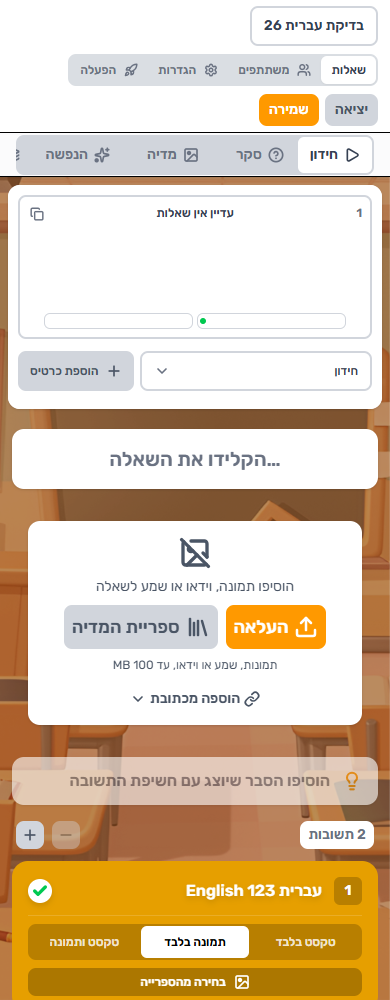 בדיקת עברית 26
שאלות משתתפים הגדרות הפעלה
יציאה שמירה
חידון סקר מדיה הנפשה
1 עדיין אין שאלות
חידון הוספת כרטיס
הקלידו את השאלה...
הוסיפו תמונה, וידאו או שמע לשאלה
העלאה ספריית המדיה
תמונות, שמע או וידאו, עד 100 MB
הוספה מכתובת
הוסיפו הסבר שיוצג עם חשיפת התשובה
2 תשובות
1 עברית 123 English
טקסט בלבד תמונה בלבד טקסט ותמונה
בחירה מהספרייה